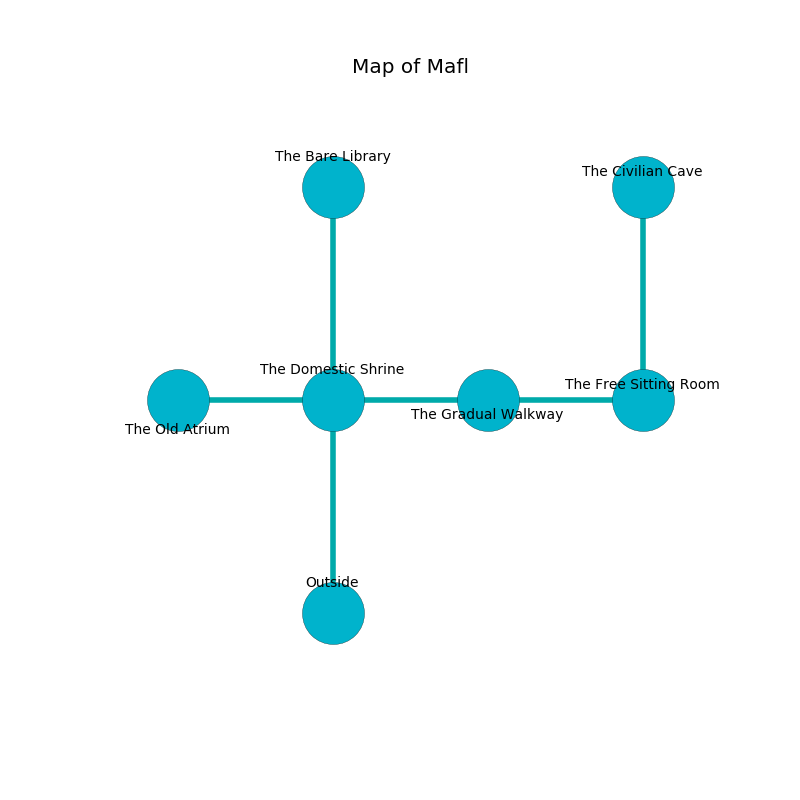 Map of Mafl
The Bare Library
The Civilian Cave
The Domestic Shrine
The Free Sitting Room
The Gradual Walkway
The Old Atrium
Outside